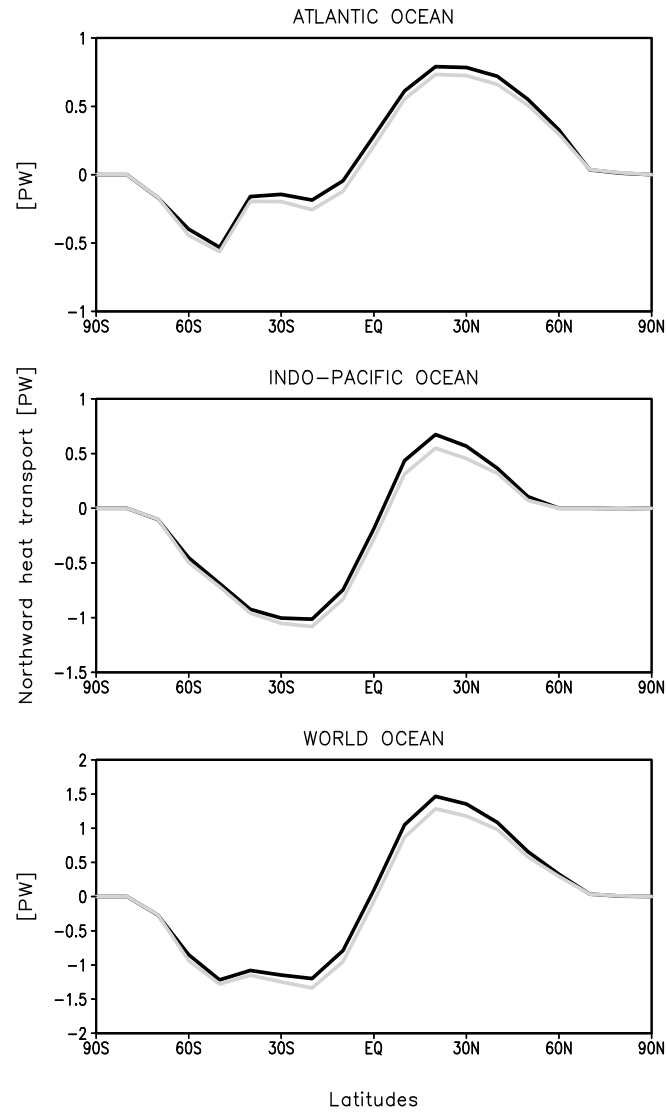 ATLANTIC OCEAN
1
0.5
0
−0.5
−1
[PW]
90S 60S 30S EQ 30N 60N 90N
INDO−PACIFIC OCEAN
1
0.5
0
−0.5
−1
−1.5
Northward heat transport [PW]
90S 60S 30S EQ 30N 60N 90N
WORLD OCEAN
2
1.5
1
0.5
0
−0.5
−1
−1.5
−2
[PW]
90S 60S 30S EQ 30N 60N 90N
Latitudes